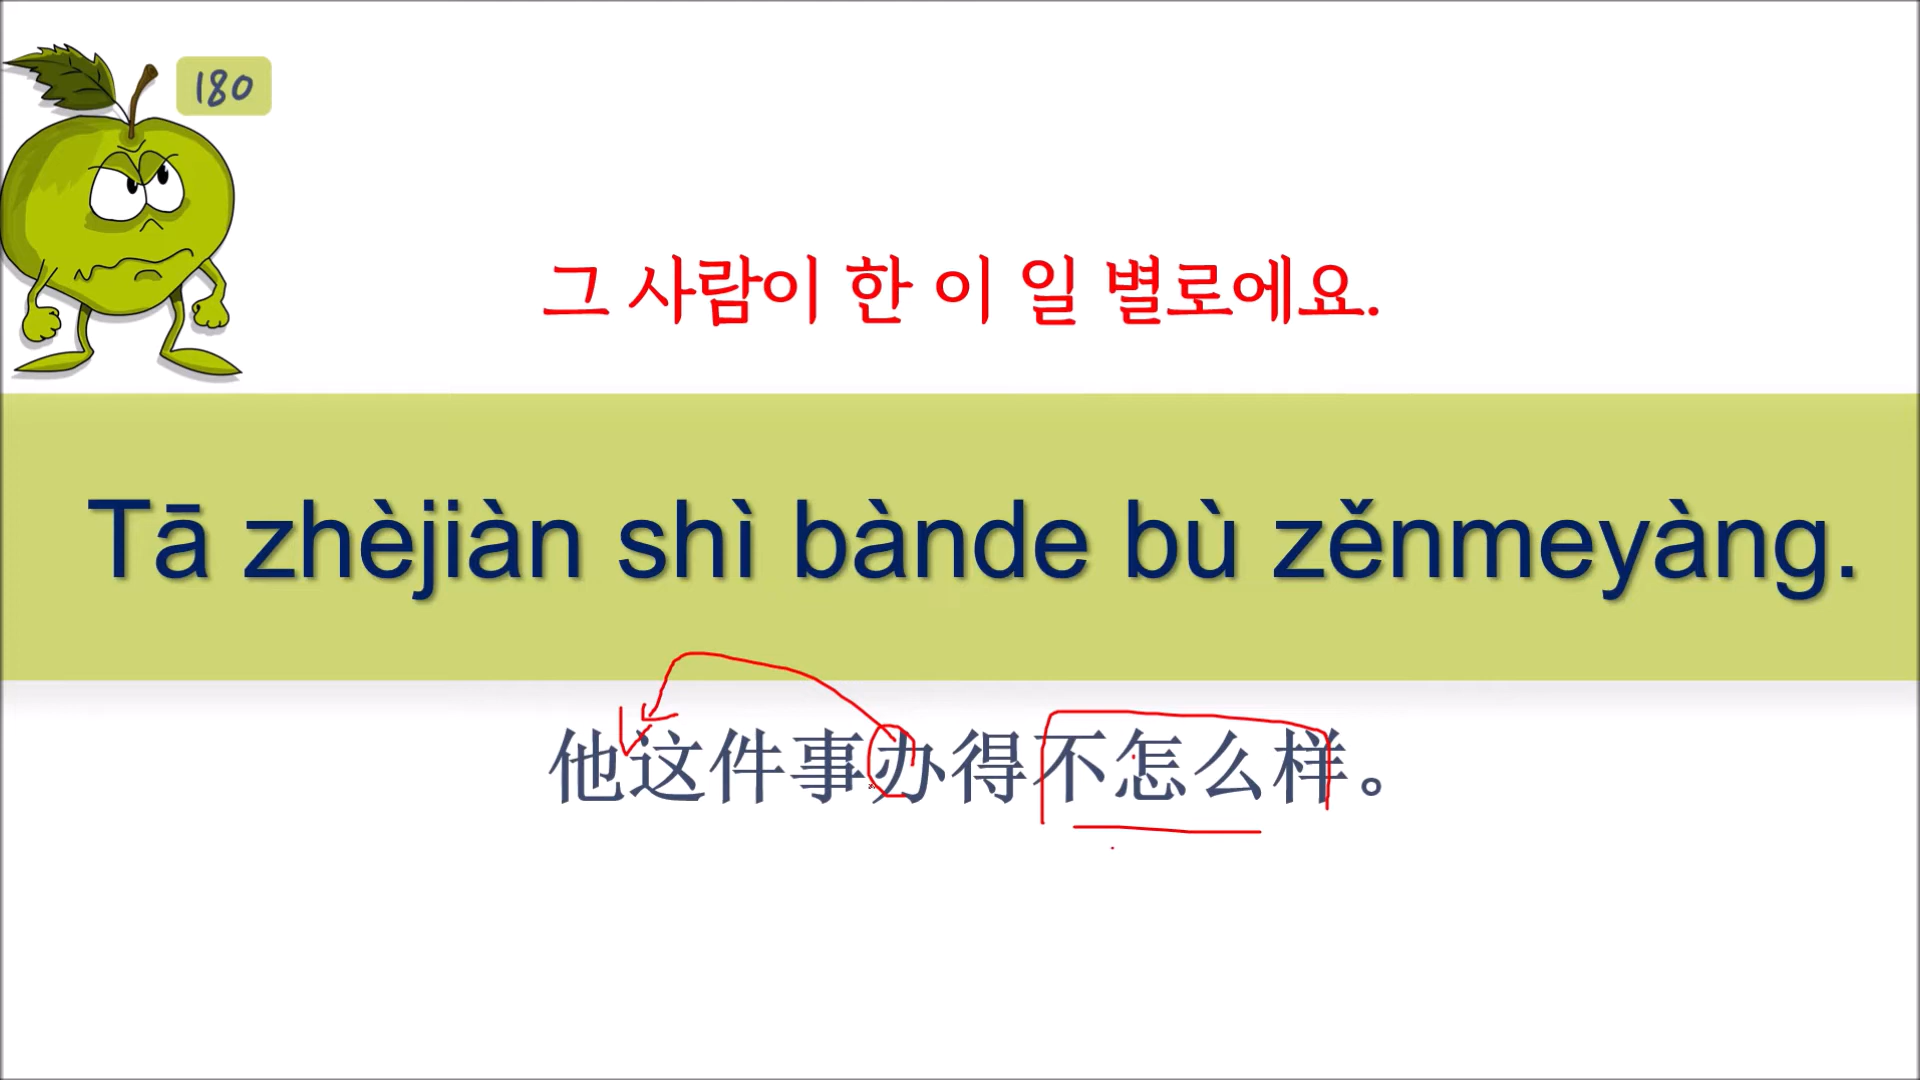 180
그 사람이 한 이 일 별로에요.
Tā zhèjiàn shì bànde bù zěnmeyàng.
他这件事办得不怎么样。